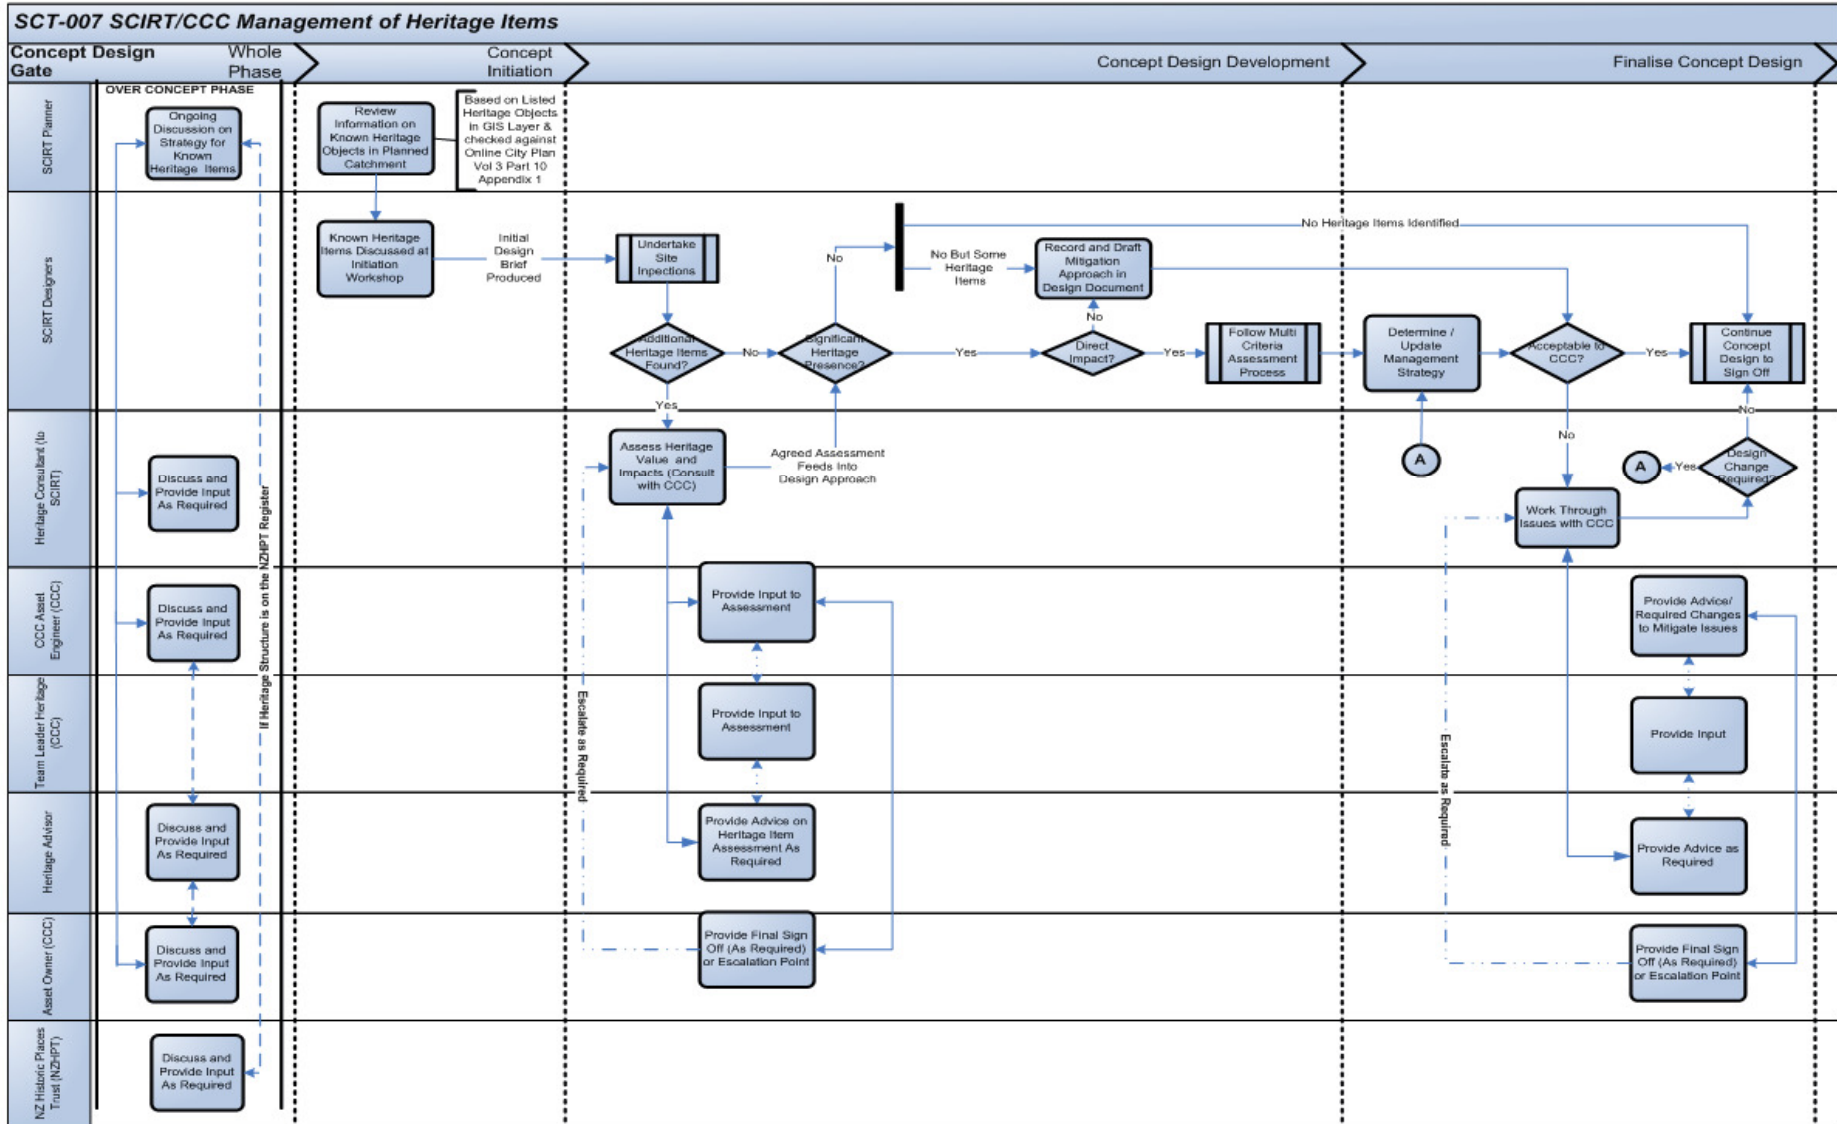 SCT-007 SCIRT/CCC Management of Heritage Items
Concept Design
Gate
Whole
Phase
Concept
Initiation
Concept Design Development
Finalise Concept Design
OVER CONCEPT PHASE
SCIRT Planner
Ongoing
Discussion on
Strategy for
Known
Heritage Items
Review
Information on
Known Heritage
Objects in Planned
Catchment
Based on Listed
Heritage Objects
in GIS Layer &
checked against
Online City Plan
Vol 3 Part 10
Appendix 1
SCIRT Designers
Known Heritage
Items Discussed at
Initiation
Workshop
Initial
Design
Brief
Produced
Undertake
Site
Inpections
Additional
Heritage Items
Found?
No
Yes
Significant
Heritage
Presence?
No
Yes
No Heritage Items Identified
No But Some
Heritage
Items
Record and Draft
Mitigation
Approach in
Design Document
No
Direct
Impact?
Yes
Follow Multi
Criteria
Assessment
Process
Determine /
Update
Management
Strategy
Acceptable to
CCC?
Yes
No
Continue
Concept
Design to
Sign Off
No
Heritage Consultant (to
SCIRT)
Discuss and
Provide Input
As Required
If Heritage Structure is on the NZHPT Register
Assess Heritage
Value and
Impacts (Consult
with CCC)
Agreed Assessment
Feeds Into
Design Approach
A
A
Yes
Design
Change
Required?
Work Through
Issues with CCC
CCC Asset
Engineer (CCC)
Discuss and
Provide Input
As Required
Provide Input to
Assessment
Provide Advice/
Required Changes
to Mitigate Issues
Team Leader Heritage
(CCC)
Escalate as Required
Provide Input to
Assessment
Escalate as Required
Provide Input
Heritage Advisor
Discuss and
Provide Input
As Required
Provide Advice on
Heritage Item
Assessment As
Required
Provide Advice as
Required
Asset Owner (CCC)
Discuss and
Provide Input
As Required
Provide Final Sign
Off (As Required)
or Escalation Point
Provide Final Sign
Off (As Required)
or Escalation Point
NZ Historic Places
Trust (NZHPT)
Discuss and
Provide Input
As Required